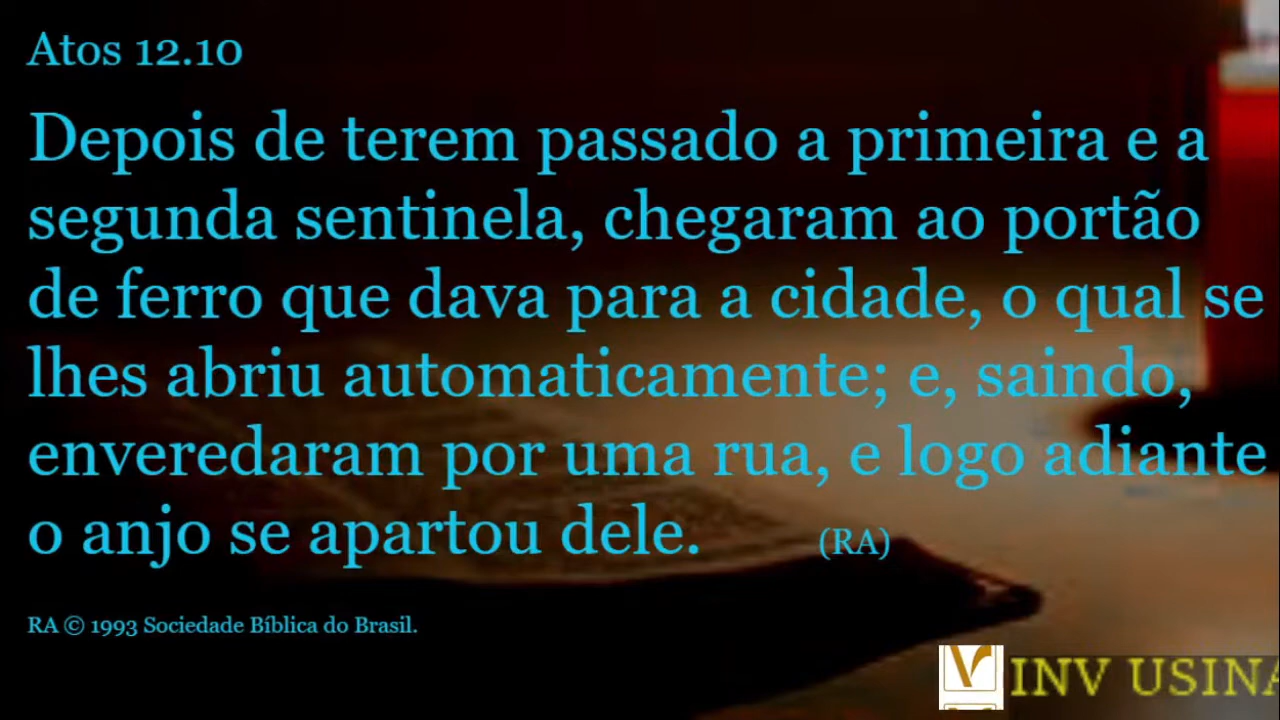 Atos 12.10
Depois de terem passado a primeira e a
segunda sentinela, chegaram ao portão
de ferro que dava para a cidade, o qual se
lhes abriu automaticamente; e, saindo,
enveredaram por uma rua, e logo adiante
o anjo se apartou dele. (RA)
RA © 1993 Sociedade Bíblica do Brasil.
INV USINA